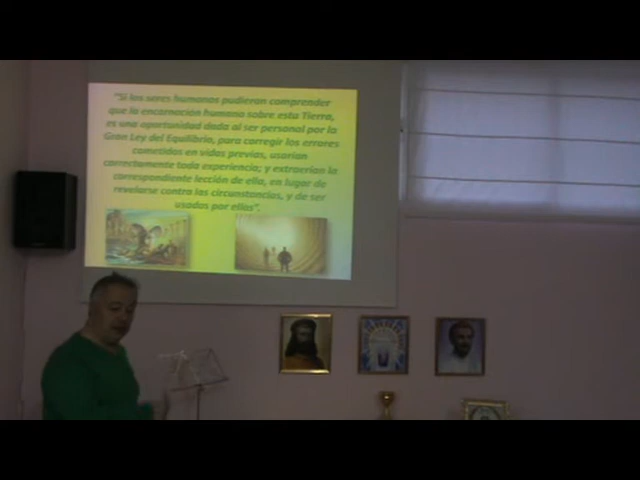 "Si los seres humanos pudieran comprender
que la encarnación humana sobre esta Tierra,
es una oportunidad dada al ser personal por la
Gran Ley del Equilibrio, para corregir los errores
cometidos en vidas previas, usarían
correctamente toda experiencia; y extraerían la
correspondiente lección de ella, en lugar de
revelarse contra las circunstancias, y de ser
usados por ellas".